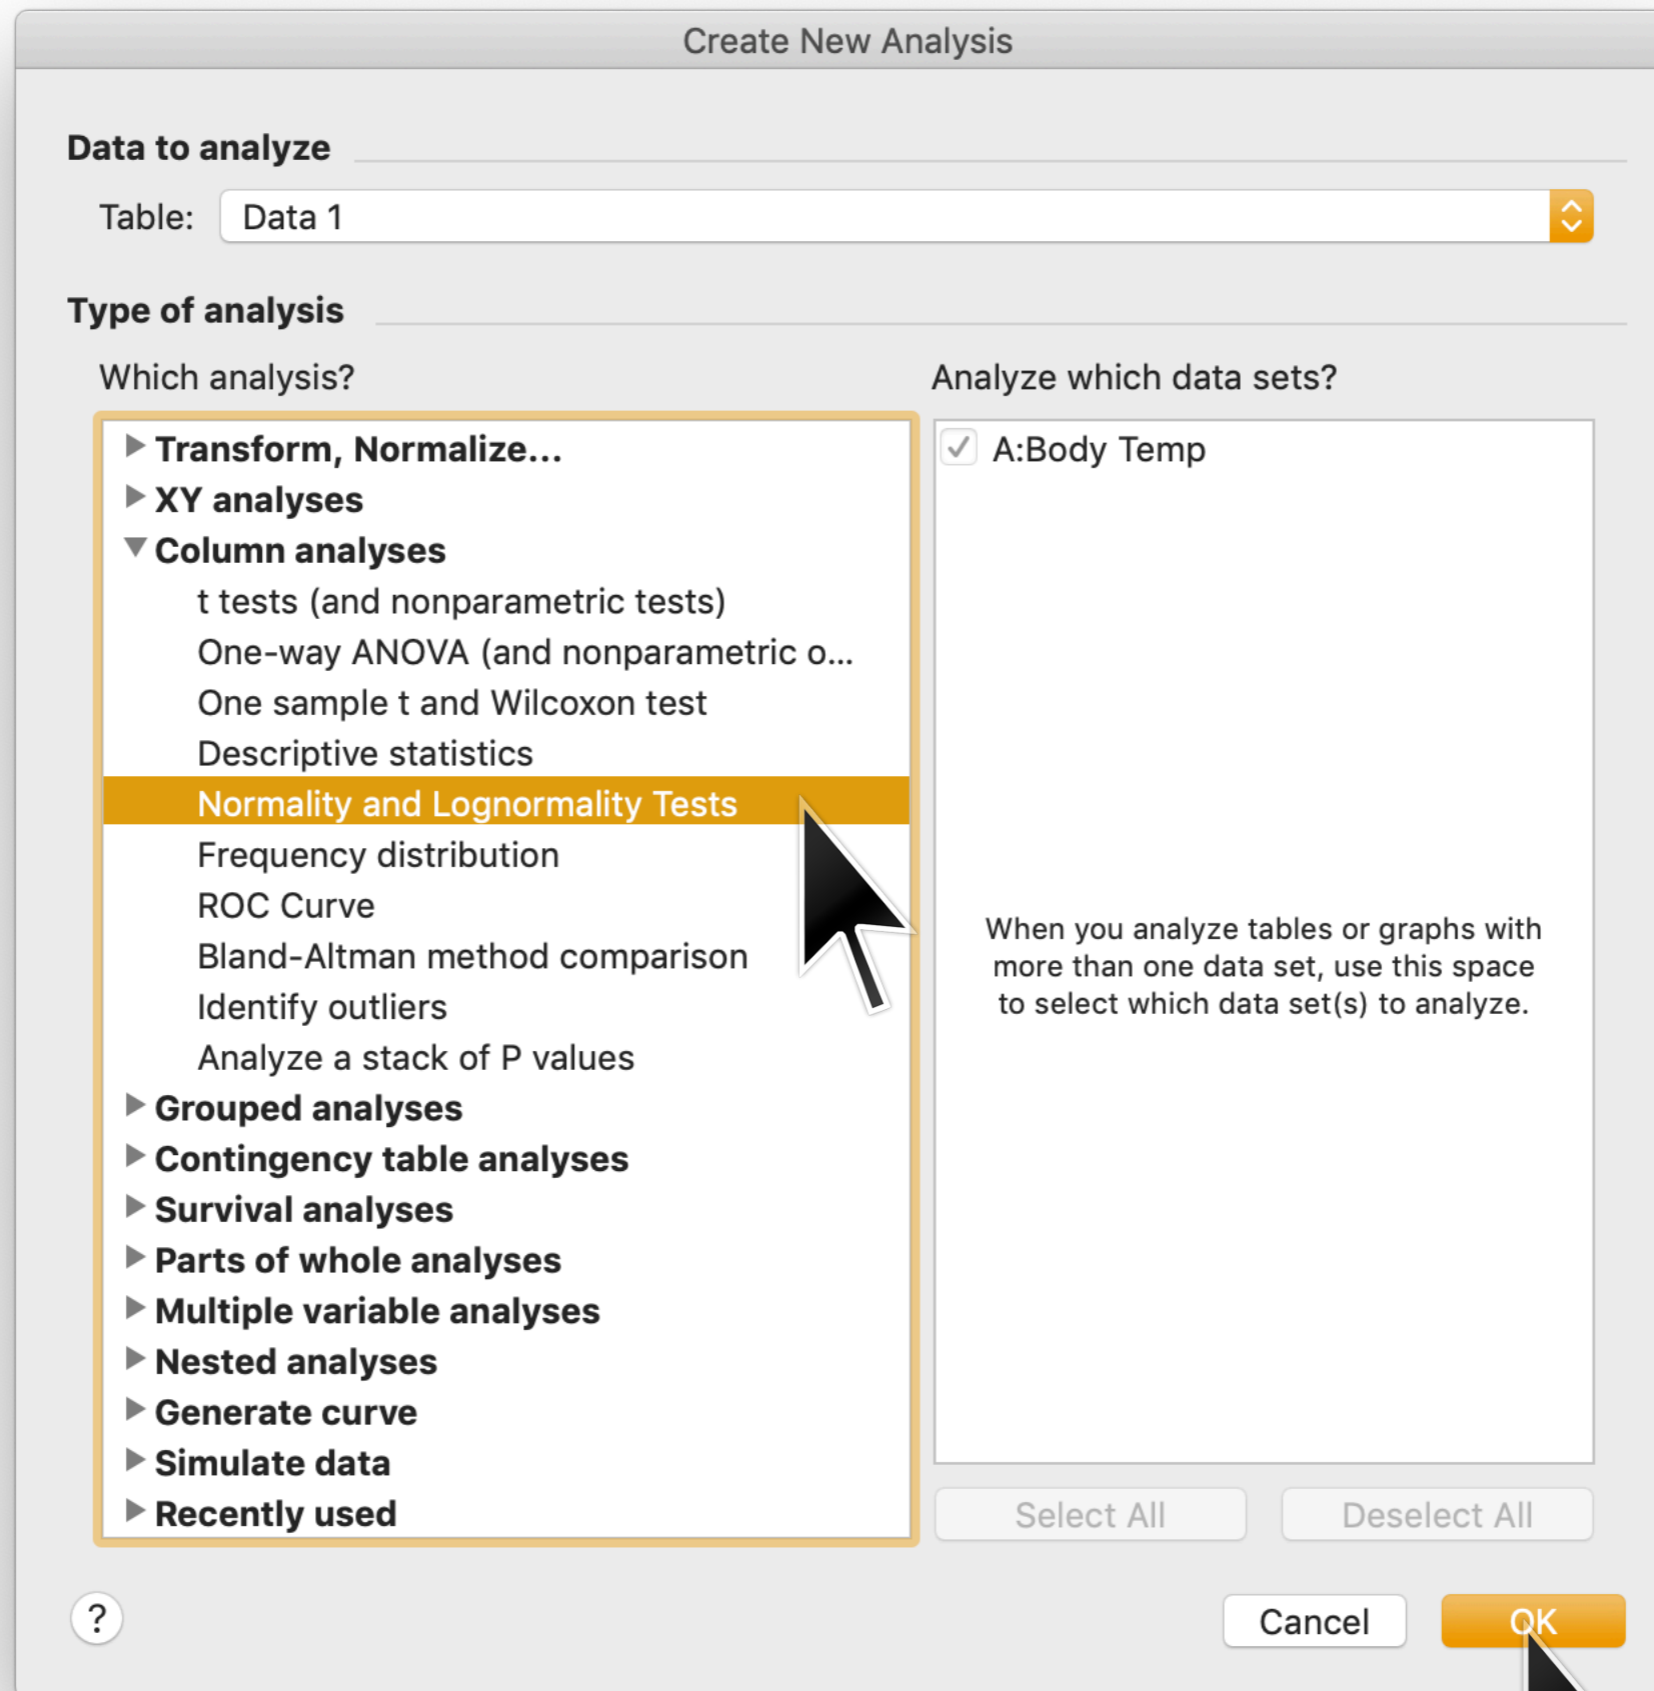 Create New Analysis
Data to analyze
Table: Data 1
Type of analysis
Which analysis?
Transform, Normalize...
XY analyses
Column analyses
t tests (and nonparametric tests)
One-way ANOVA (and nonparametric o...
One sample t and Wilcoxon test
Descriptive statistics
Normality and Lognormality Tests
Frequency distribution
ROC Curve
Bland-Altman method comparison
Identify outliers
Analyze a stack of P values
Grouped analyses
Contingency table analyses
Survival analyses
Parts of whole analyses
Multiple variable analyses
Nested analyses
Generate curve
Simulate data
Recently used
Analyze which data sets?
A:Body Temp
When you analyze tables or graphs with
more than one data set, use this space
to select which data set(s) to analyze.
Select All Deselect All
? Cancel OK